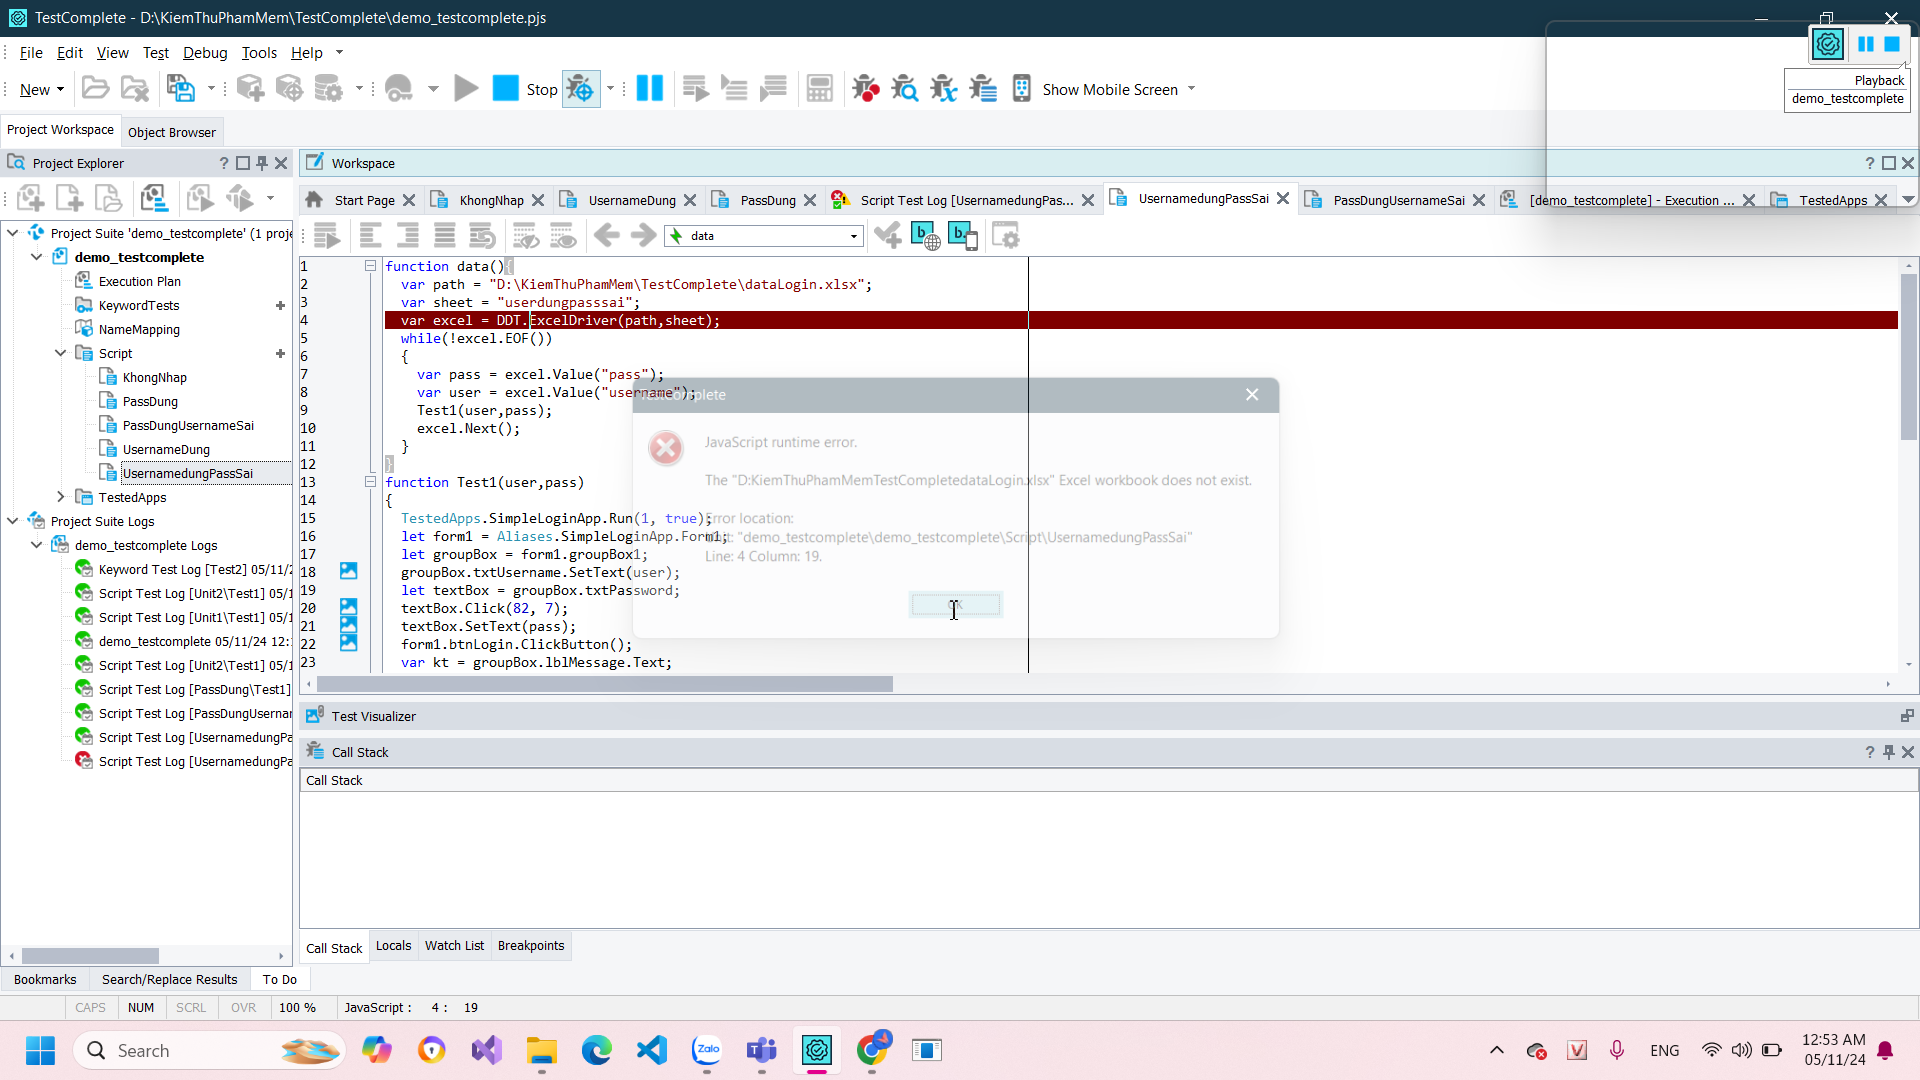 TestComplete - D:\KiemThuPhamMem\TestComplete\demo_testcomplete.pjs
File Edit View Test Debug Tools Help
New Stop Show Mobile Screen
Playback
demo_testcomplete
Project Workspace Object Browser
Project Explorer
Workspace
Start Page KhongNhap UsernameDung PassDung Script Test Log [UsernamedungPas... UsernamedungPassSai PassDungUsernameSai [demo_testcomplete] - Execution ... TestedApps
data
Project Suite 'demo_testcomplete' (1 proje
demo_testcomplete
Execution Plan
KeywordTests
NameMapping
Script
KhongNhap
PassDung
PassDungUsernameSai
UsernameDung
UsernamedungPassSai
TestedApps
Project Suite Logs
demo_testcomplete Logs
Keyword Test Log [Test2] 05/11/2
Script Test Log [Unit2\Test1] 05/1
Script Test Log [Unit1\Test1] 05/1
demo_testcomplete 05/11/24 12:
Script Test Log [Unit2\Test1] 05/1
Script Test Log [PassDung\Test1]
Script Test Log [PassDungUsernar
Script Test Log [UsernamedungPa
Script Test Log [UsernamedungPa
1 function data(){
2 var path = "D:\KiemThuPhamMem\TestComplete\dataLogin.xlsx";
3 var sheet = "userdungpasssai";
4 var excel = DDT.ExcelDriver(path,sheet);
5 while(!excel.EOF())
6 {
7 var pass = excel.Value("pass");
8 var user = excel.Value("username");
9 Test1(user,pass);
10 excel.Next();
11 }
12 }
13 function Test1(user,pass)
14 {
15 TestedApps.SimpleLoginApp.Run(1, true);
16 let form1 = Aliases.SimpleLoginApp.Form1;
17 let groupBox = form1.groupBox1;
18 groupBox.txtUsername.SetText(user);
19 let textBox = groupBox.txtPassword;
20 textBox.Click(82, 7);
21 textBox.SetText(pass);
22 form1.btnLogin.ClickButton();
23 var kt = groupBox.lblMessage.Text;
TestComplete
JavaScript runtime error.
The "D:KiemThuPhamMemTestCompletedataLogin.xlsx" Excel workbook does not exist.
Error location:
Unit: "demo_testcomplete\demo_testcomplete\Script\UsernamedungPassSai"
Line: 4 Column: 19.
OK
Test Visualizer
Call Stack
Call Stack
Call Stack Locals Watch List Breakpoints
Bookmarks Search/Replace Results To Do
CAPS NUM SCRL OVR 100 % JavaScript : 4 : 19
Search
Zalo
ENG
12:53 AM
05/11/24